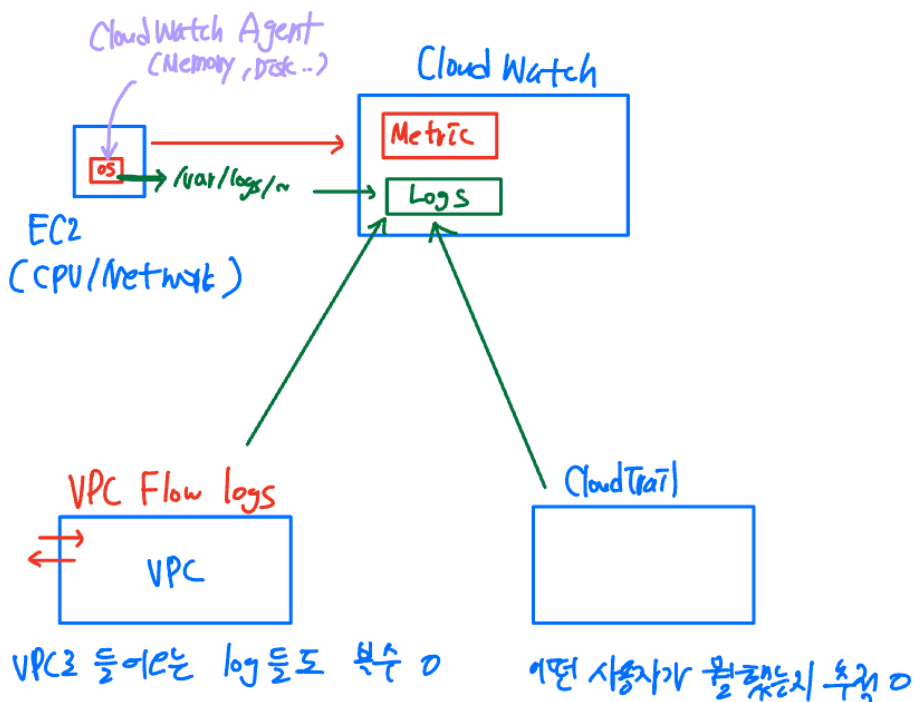 CloudWatch Agent
(Memory, Disk..)
Cloud Watch
Metric
OS
/var/logs/~
Logs
EC2
(CPU/Network)
VPC Flow logs
CloudTrail
VPC
VPC로 들어오는 log들도 O
어떤 사용자가 뭘 했는지 추적 O